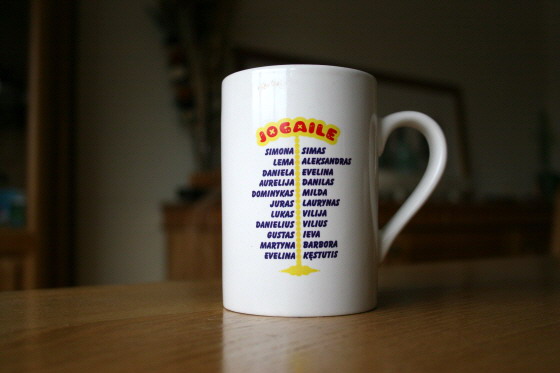 JOGAILE
SIMONA SIMAS
LEMA ALEKSANDRAS
DANIELA EVELINA
AURELIJA DANILAS
DOMINYKAS MILDA
JURAS LAURYNAS
LUKAS VILIJA
DANIELIUS VILIUS
GUSTAS IEVA
MARTYNA BARBORA
EVELINA KĘSTUTIS